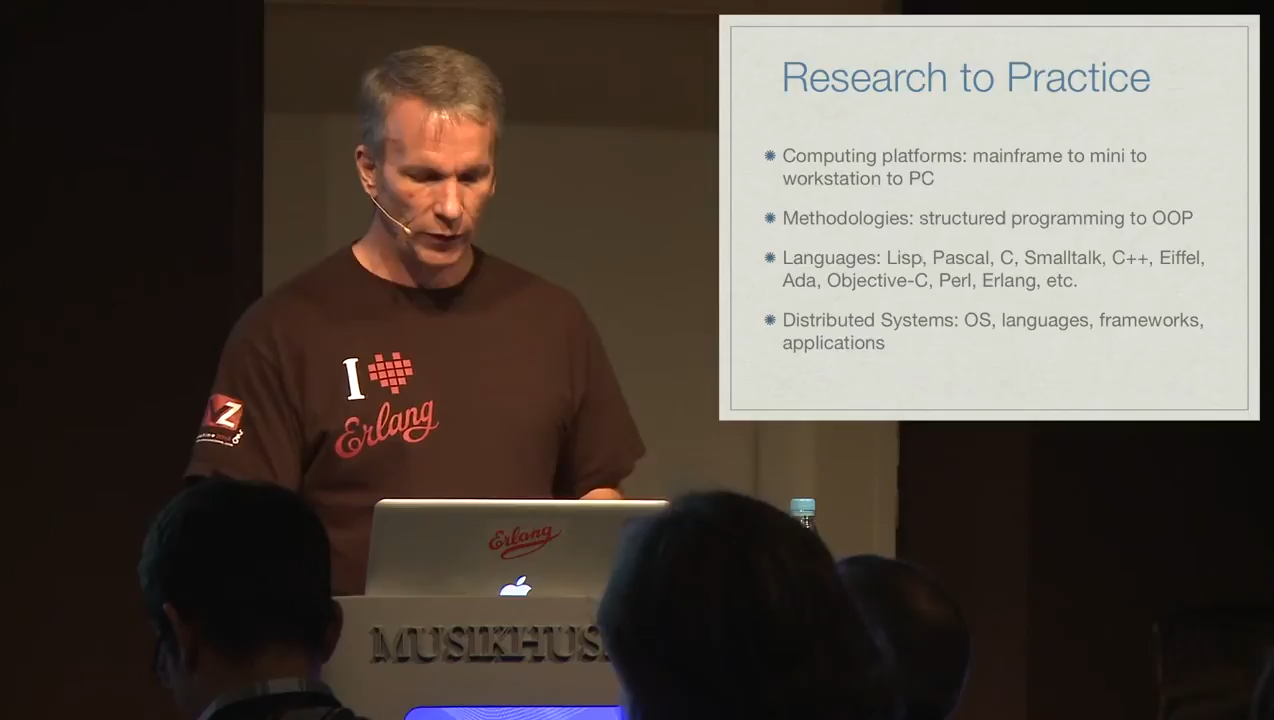 Research to Practice
Computing platforms: mainframe to mini to
workstation to PC
Methodologies: structured programming to OOP
Languages: Lisp, Pascal, C, Smalltalk, C++, Eiffel,
Ada, Objective-C, Perl, Erlang, etc.
Distributed Systems: OS, languages, frameworks,
applications
I
Erlang
Erlang
MUSIKHUS